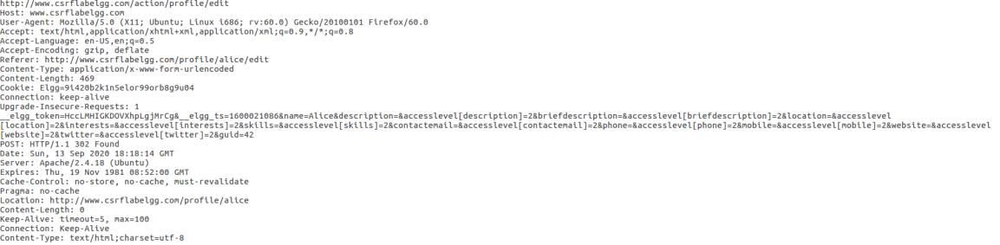 http://www.csrflabelgg.com/action/profile/edit
Host: www.csrflabelgg.com
User-Agent: Mozilla/5.0 (X11; Ubuntu; Linux i686; rv:60.0) Gecko/20100101 Firefox/60.0
Accept: text/html,application/xhtml+xml,application/xml;q=0.9,*/*;q=0.8
Accept-Language: en-US,en;q=0.5
Accept-Encoding: gzip, deflate
Referer: http://www.csrflabelgg.com/profile/alice/edit
Content-Type: application/x-www-form-urlencoded
Content-Length: 469
Cookie: Elgg=9i420b2k1n5elor99orb8g9u04
Connection: keep-alive
Upgrade-Insecure-Requests: 1
__elgg_token=HccLMHIGKDOVXhpLgjMrCg&__elgg_ts=1600021086&name=Alice&description=&accesslevel[description]=2&briefdescription=&accesslevel[briefdescription]=2&location=&accesslevel
[location]=2&interests=&accesslevel[interests]=2&skills=&accesslevel[skills]=2&contactemail=&accesslevel[contactemail]=2&phone=&accesslevel[phone]=2&mobile=&accesslevel[mobile]=2&website=&accesslevel
[website]=2&twitter=&accesslevel[twitter]=2&guid=42
POST: HTTP/1.1 302 Found
Date: Sun, 13 Sep 2020 18:18:14 GMT
Server: Apache/2.4.18 (Ubuntu)
Expires: Thu, 19 Nov 1981 08:52:00 GMT
Cache-Control: no-store, no-cache, must-revalidate
Pragma: no-cache
Location: http://www.csrflabelgg.com/profile/alice
Content-Length: 0
Keep-Alive: timeout=5, max=100
Connection: Keep-Alive
Content-Type: text/html;charset=utf-8